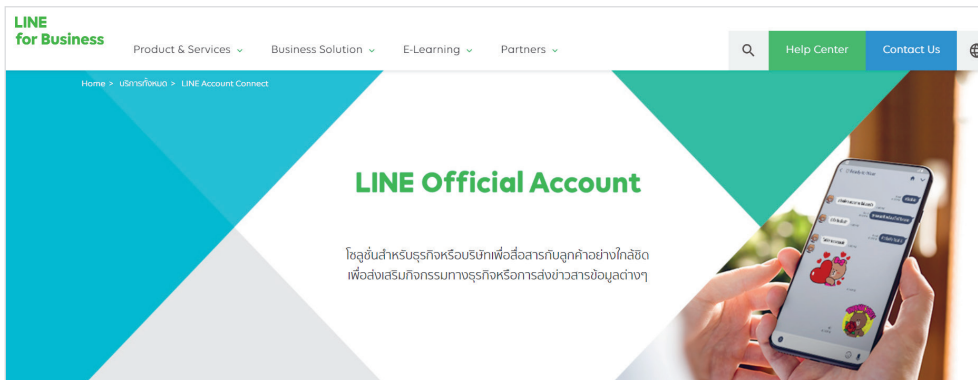 LINE
for Business
Product & Services
Business Solution
E-Learning
Partners
Help Center
Contact Us
Home > บริการทั้งหมด > LINE Account Connect
LINE Official Account
โซลูชั่นสำหรับธุรกิจหรือบริษัทเพื่อสื่อสารกับลูกค้าอย่างใกล้ชิด
เพื่อส่งเสริมกิจกรรมทางธุรกิจหรือการส่งข่าวสารข้อมูลต่างๆ